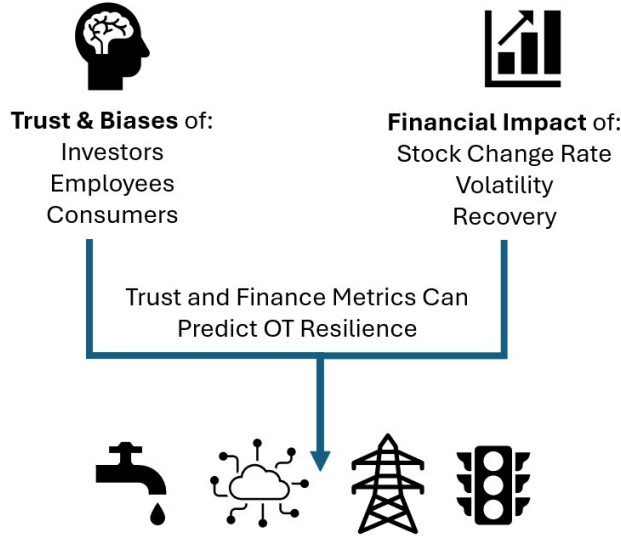 Trust & Biases of:
Investors
Employees
Consumers
Financial Impact of:
Stock Change Rate
Volatility
Recovery
Trust and Finance Metrics Can
Predict OT Resilience